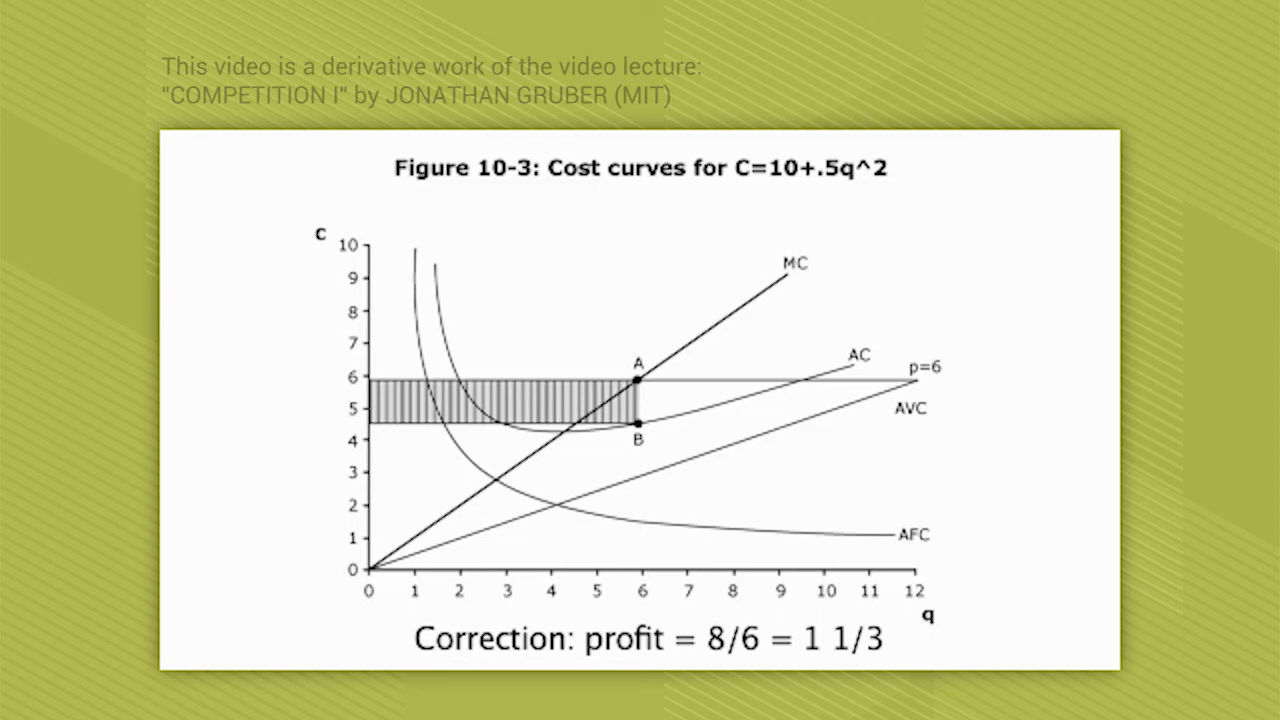 This video is a derivative work of the video lecture:
"COMPETITION I" by JONATHAN GRUBER (MIT)
Figure 10-3: Cost curves for C=10+.5q^2
c
10
9
8
7
6
5
4
3
2
1
0
MC
A
AC
p=6
AVC
B
AFC
0 1 2 3 4 5 6 7 8 9 10 11 12
q
Correction: profit = 8/6 = 1 1/3